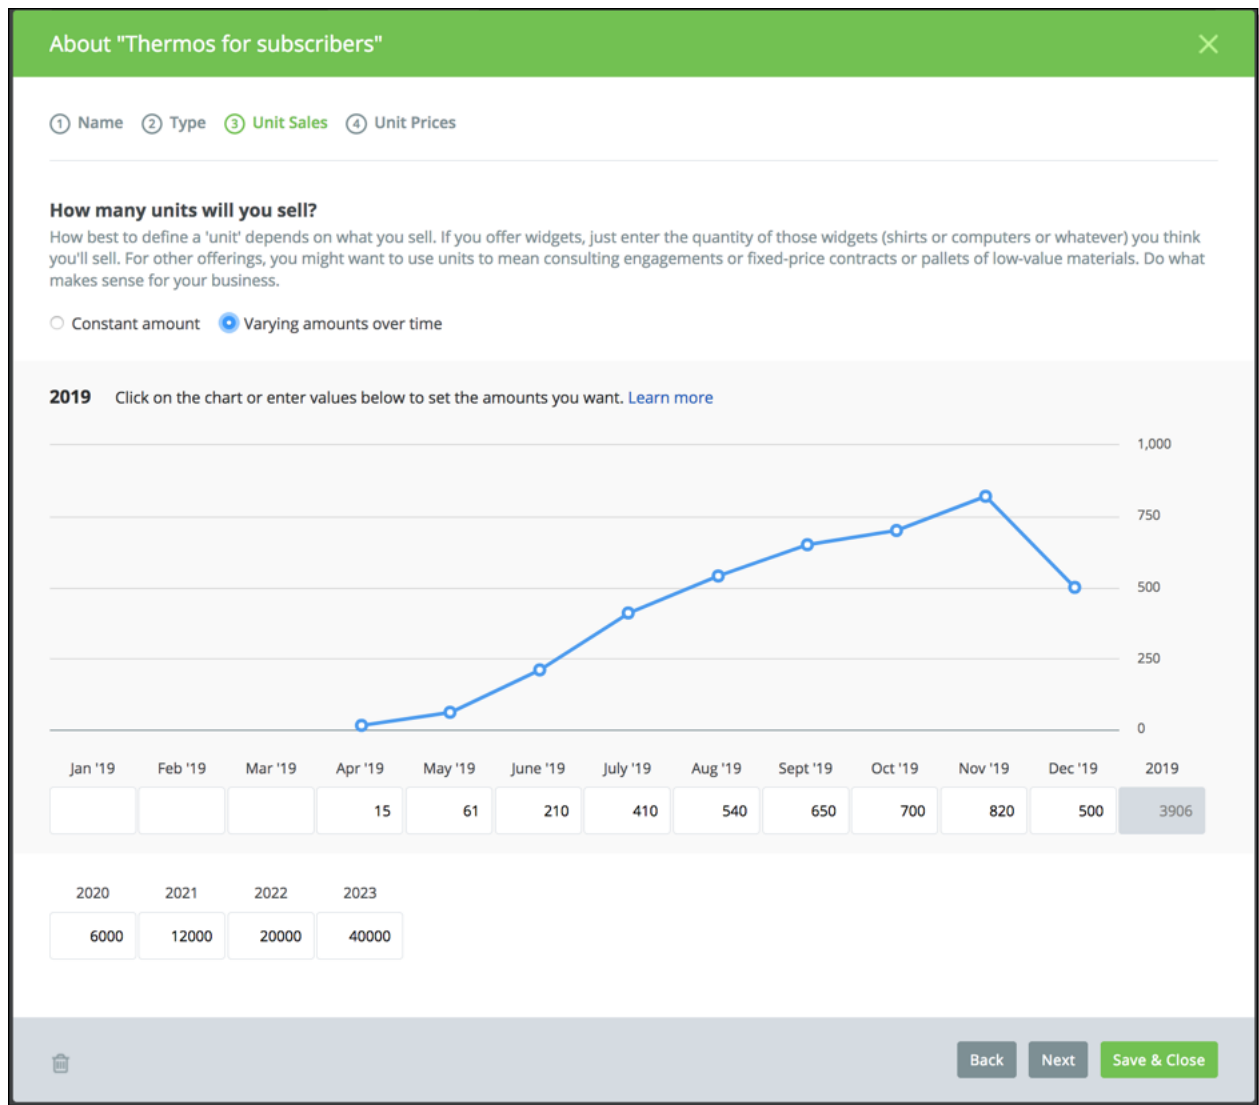 About "Thermos for subscribers"
1 Name 2 Type 3 Unit Sales 4 Unit Prices
How many units will you sell?
How best to define a 'unit' depends on what you sell. If you offer widgets, just enter the quantity of those widgets (shirts or computers or whatever) you think
you'll sell. For other offerings, you might want to use units to mean consulting engagements or fixed-price contracts or pallets of low-value materials. Do what
makes sense for your business.
Constant amount Varying amounts over time
2019 Click on the chart or enter values below to set the amounts you want. Learn more
1,000
750
500
250
0
Jan '19 Feb '19 Mar '19 Apr '19 May '19 June '19 July '19 Aug '19 Sept '19 Oct '19 Nov '19 Dec '19 2019
15 61 210 410 540 650 700 820 500 3906
2020 2021 2022 2023
6000 12000 20000 40000
Back Next Save & Close